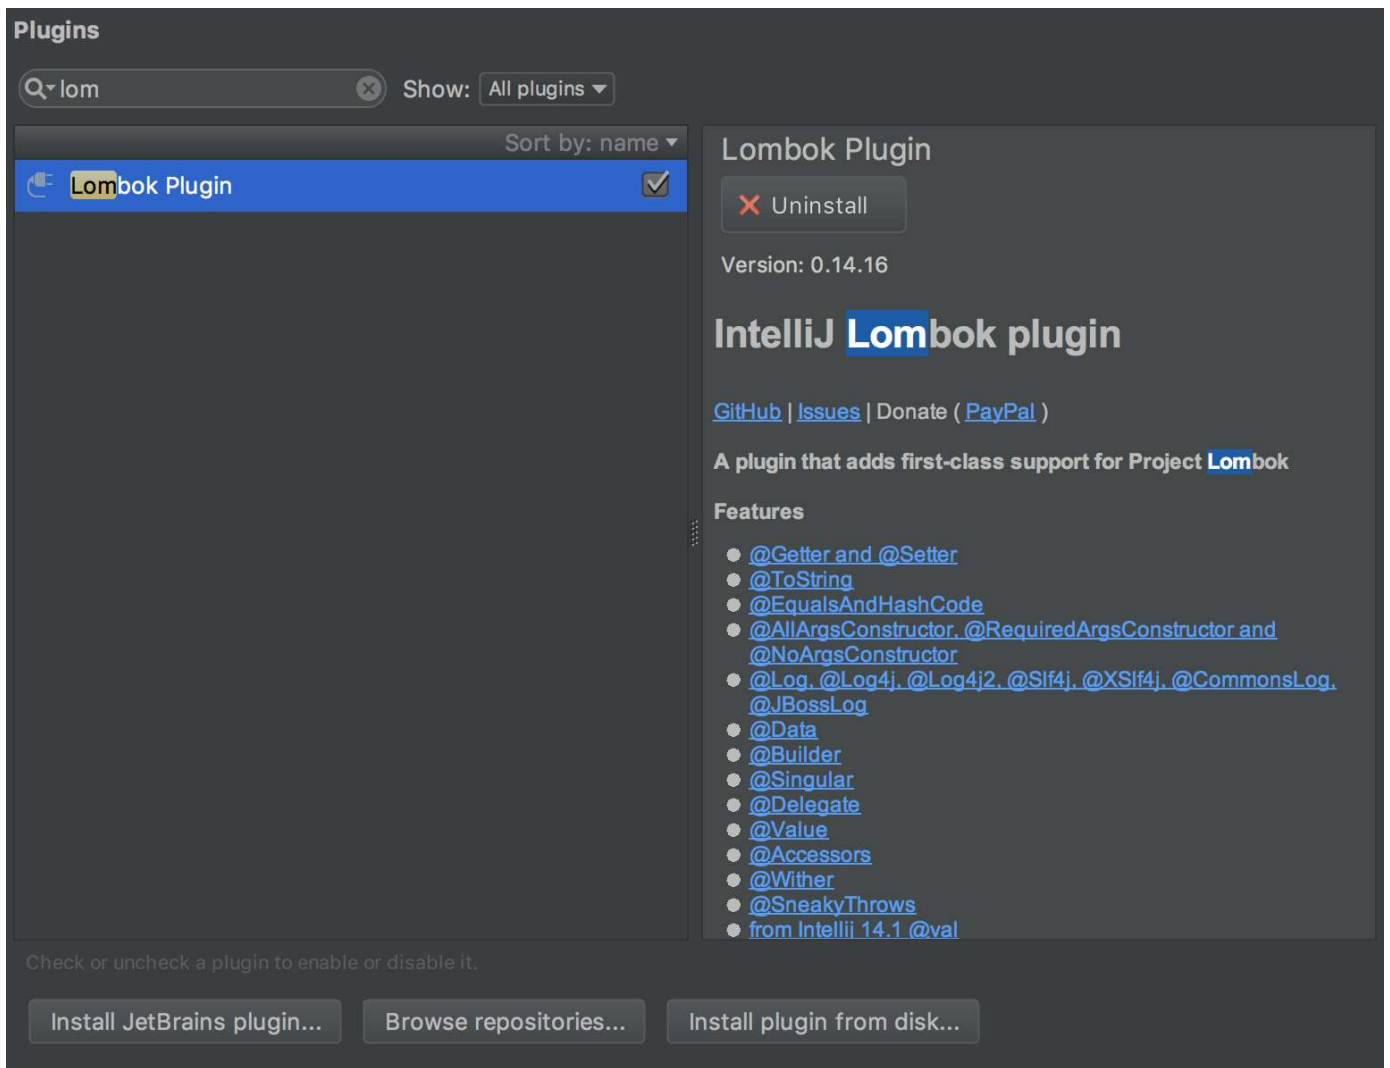 Plugins
lom
Show: All plugins
Sort by: name
Lombok Plugin
Lombok Plugin
Uninstall
Version: 0.14.16
IntelliJ Lombok plugin
GitHub | Issues | Donate ( PayPal )
A plugin that adds first-class support for Project Lombok
Features
@Getter and @Setter
@ToString
@EqualsAndHashCode
@AllArgsConstructor, @RequiredArgsConstructor and
@NoArgsConstructor
@Log, @Log4j, @Log4j2, @Slf4j, @XSlf4j, @CommonsLog,
@JBossLog
@Data
@Builder
@Singular
@Delegate
@Value
@Accessors
@Wither
@SneakyThrows
from Intellij 14.1 @val
Check or uncheck a plugin to enable or disable it.
Install JetBrains plugin...
Browse repositories...
Install plugin from disk...